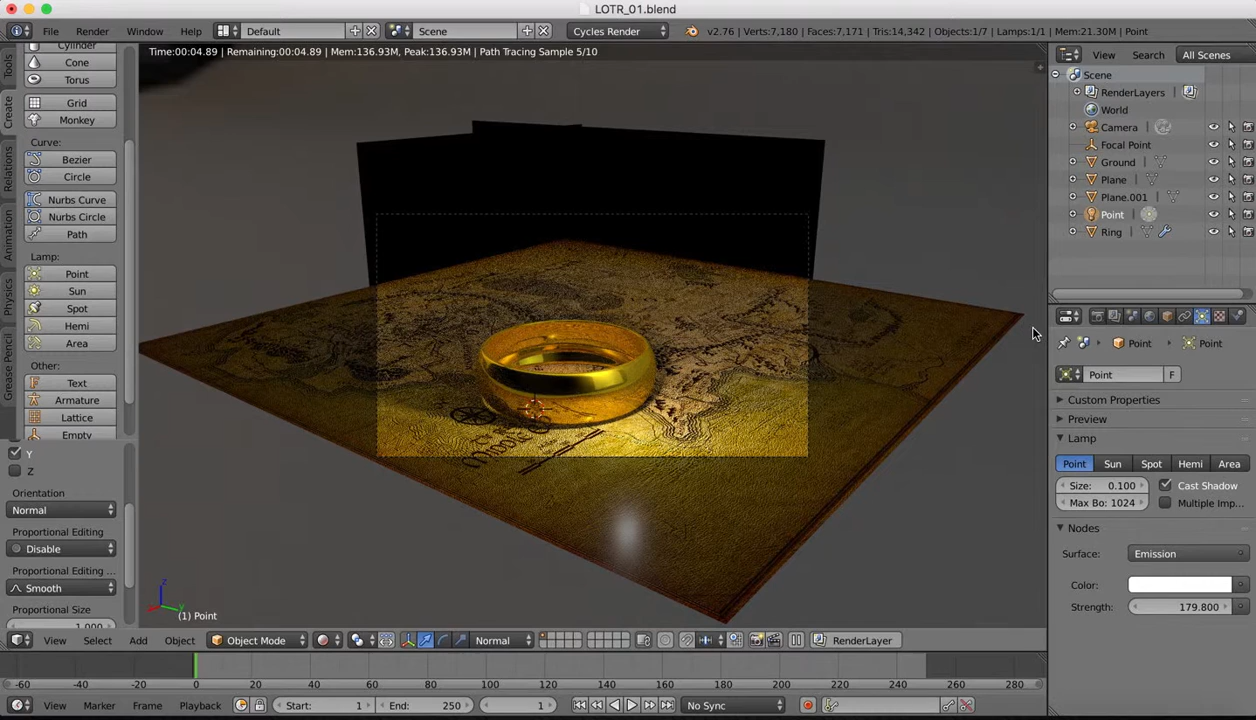 LOTR_01.blend
File Render Window Help Default Scene Cycles Render v2.76 | Verts:7,180 | Faces:7,171 | Tris:14,342 | Objects:1/7 | Lamps:1/1 | Mem:21.30M | Point
Time:00:04.89 | Remaining:00:04.89 | Mem:136.93M, Peak:136.93M | Path Tracing Sample 5/10
Tools
Create
Relations
Animation
Physics
Grease Pencil
Cylinder
Cone
Torus
Grid
Monkey
Curve:
Bezier
Circle
Nurbs Curve
Nurbs Circle
Path
Lamp:
Point
Sun
Spot
Hemi
Area
Other:
Text
Armature
Lattice
Empty
Y
Z
Orientation
Normal
Proportional Editing
Disable
Proportional Editing ...
Smooth
Proportional Size
1.000
Middle
(1) Point
View Search All Scenes
Scene
RenderLayers
World
Camera
Focal Point
Ground
Plane
Plane.001
Point
Ring
Point Point
Point F
Custom Properties
Preview
Lamp
Point Sun Spot Hemi Area
Size: 0.100 Cast Shadow
Max Bo: 1024 Multiple Imp...
Nodes
Surface: Emission
Color:
Strength: 179.800
View Select Add Object Object Mode Normal RenderLayer
-60 -40 -20 0 20 40 60 80 100 120 140 160 180 200 220 240 260 280
View Marker Frame Playback Start: 1 End: 250 1 No Sync